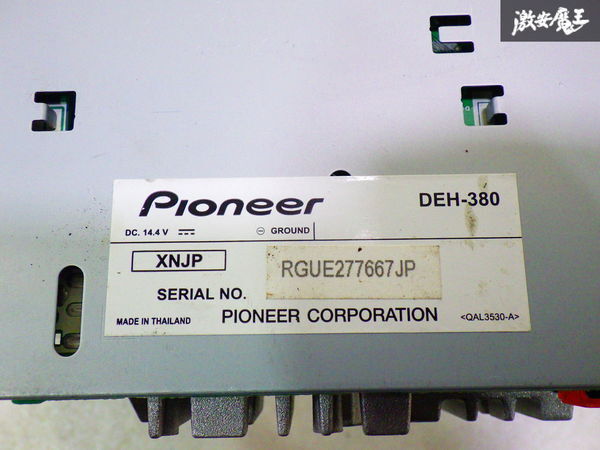 激安魔王
Pioneer DEH-380
DC. 14.4 V ⎓ ⊖ GROUND
XNJP
RGUE277667JP
SERIAL NO.
MADE IN THAILAND PIONEER CORPORATION <QAL3530-A>